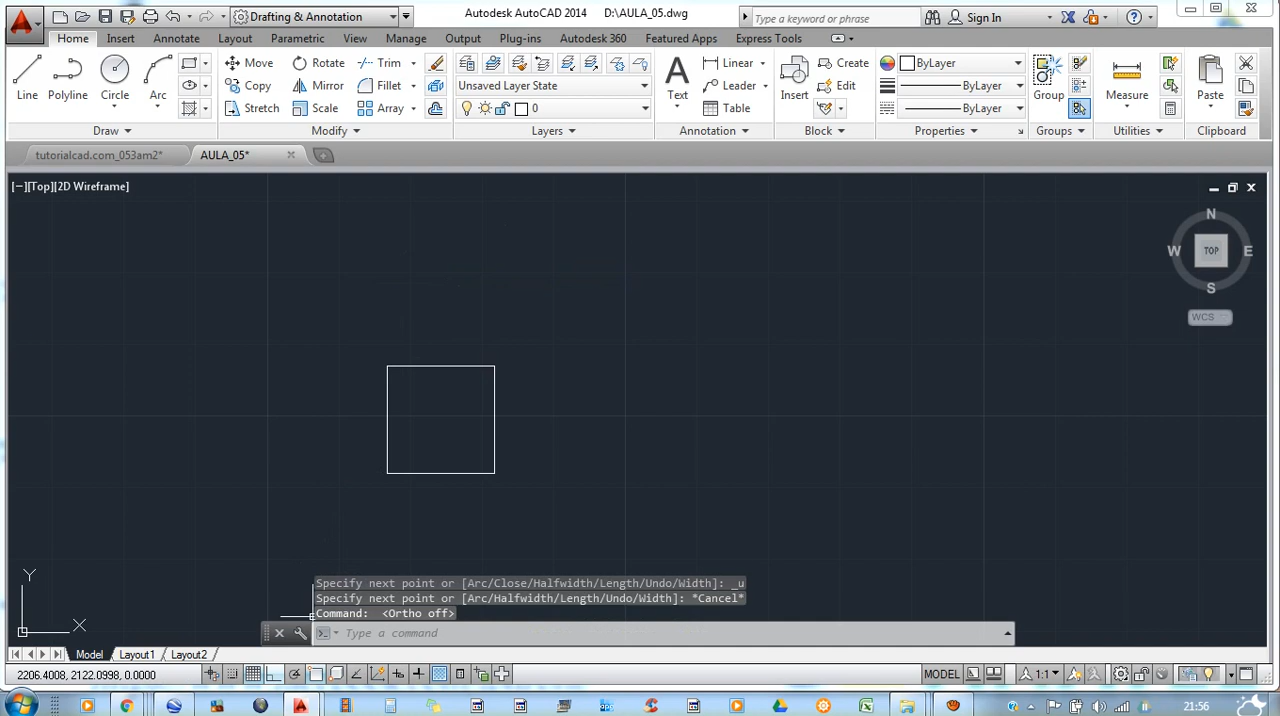 Drafting & Annotation
Autodesk AutoCAD 2014 D:\AULA_05.dwg
Type a keyword or phrase
Sign In
Home Insert Annotate Layout Parametric View Manage Output Plug-ins Autodesk 360 Featured Apps Express Tools
Move Rotate Trim Linear Create ByLayer
Line Polyline Circle Arc Copy Mirror Fillet Unsaved Layer State Text Leader Insert Edit ByLayer Group Measure Paste
Stretch Scale Array 0 Table ByLayer
Draw Modify Layers Annotation Block Properties Groups Utilities Clipboard
tutorialcad.com_053am2* AULA_05*
[−][Top][2D Wireframe]
N
W TOP E
S
WCS
Specify next point or [Arc/Close/Halfwidth/Length/Undo/Width]: _u
Specify next point or [Arc/Halfwidth/Length/Undo/Width]: *Cancel*
Command: <Ortho off>
Type a command
Y
X
Model Layout1 Layout2
2206.4008, 2122.0998, 0.0000 MODEL 1:1
21:56